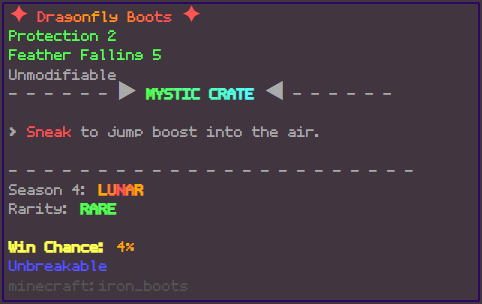 ✦ Dragonfly Boots ✦
Protection 2
Feather Falling 5
Unmodifiable
- - - - - - ▶ MYSTIC CRATE ◀ - - - - - -
> Sneak to jump boost into the air.
- - - - - - - - - - - - - - - - - - - - - - - -
Season 4: LUNAR
Rarity: RARE
Win Chance: 4%
Unbreakable
minecraft:iron_boots